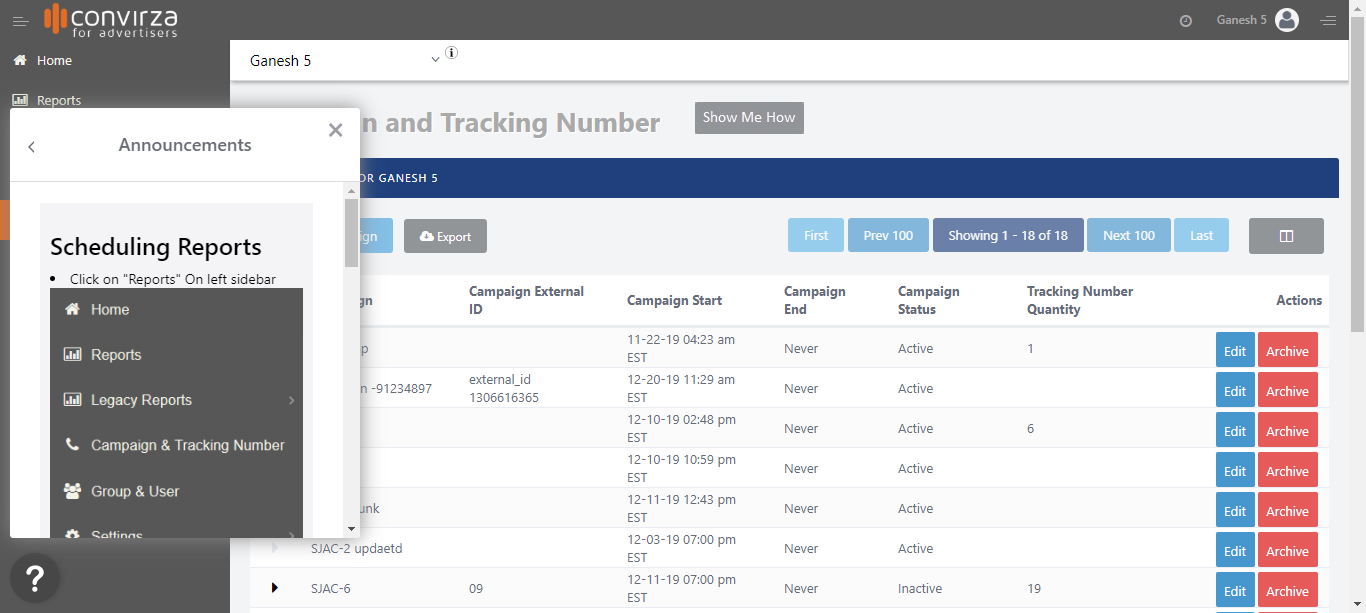 convirza
for advertisers
Ganesh 5
Home
Reports
Ganesh 5
n and Tracking Number
Show Me How
OR GANESH 5
Announcements
Scheduling Reports
Click on "Reports" On left sidebar
Home
Reports
Legacy Reports
Campaign & Tracking Number
Group & User
Settings
?
ign
Export
First
Prev 100
Showing 1 - 18 of 18
Next 100
Last
gn
Campaign External ID
Campaign Start
Campaign End
Campaign Status
Tracking Number Quantity
Actions
p
11-22-19 04:23 am EST
Never
Active
1
Edit
Archive
n -91234897
external_id 1306616365
12-20-19 11:29 am EST
Never
Active
Edit
Archive
12-10-19 02:48 pm EST
Never
Active
6
Edit
Archive
12-10-19 10:59 pm EST
Never
Active
Edit
Archive
unk
12-11-19 12:43 pm EST
Never
Active
Edit
Archive
SJAC-2 updaetd
12-03-19 07:00 pm EST
Never
Active
Edit
Archive
SJAC-6
09
12-11-19 07:00 pm EST
Never
Inactive
19
Edit
Archive